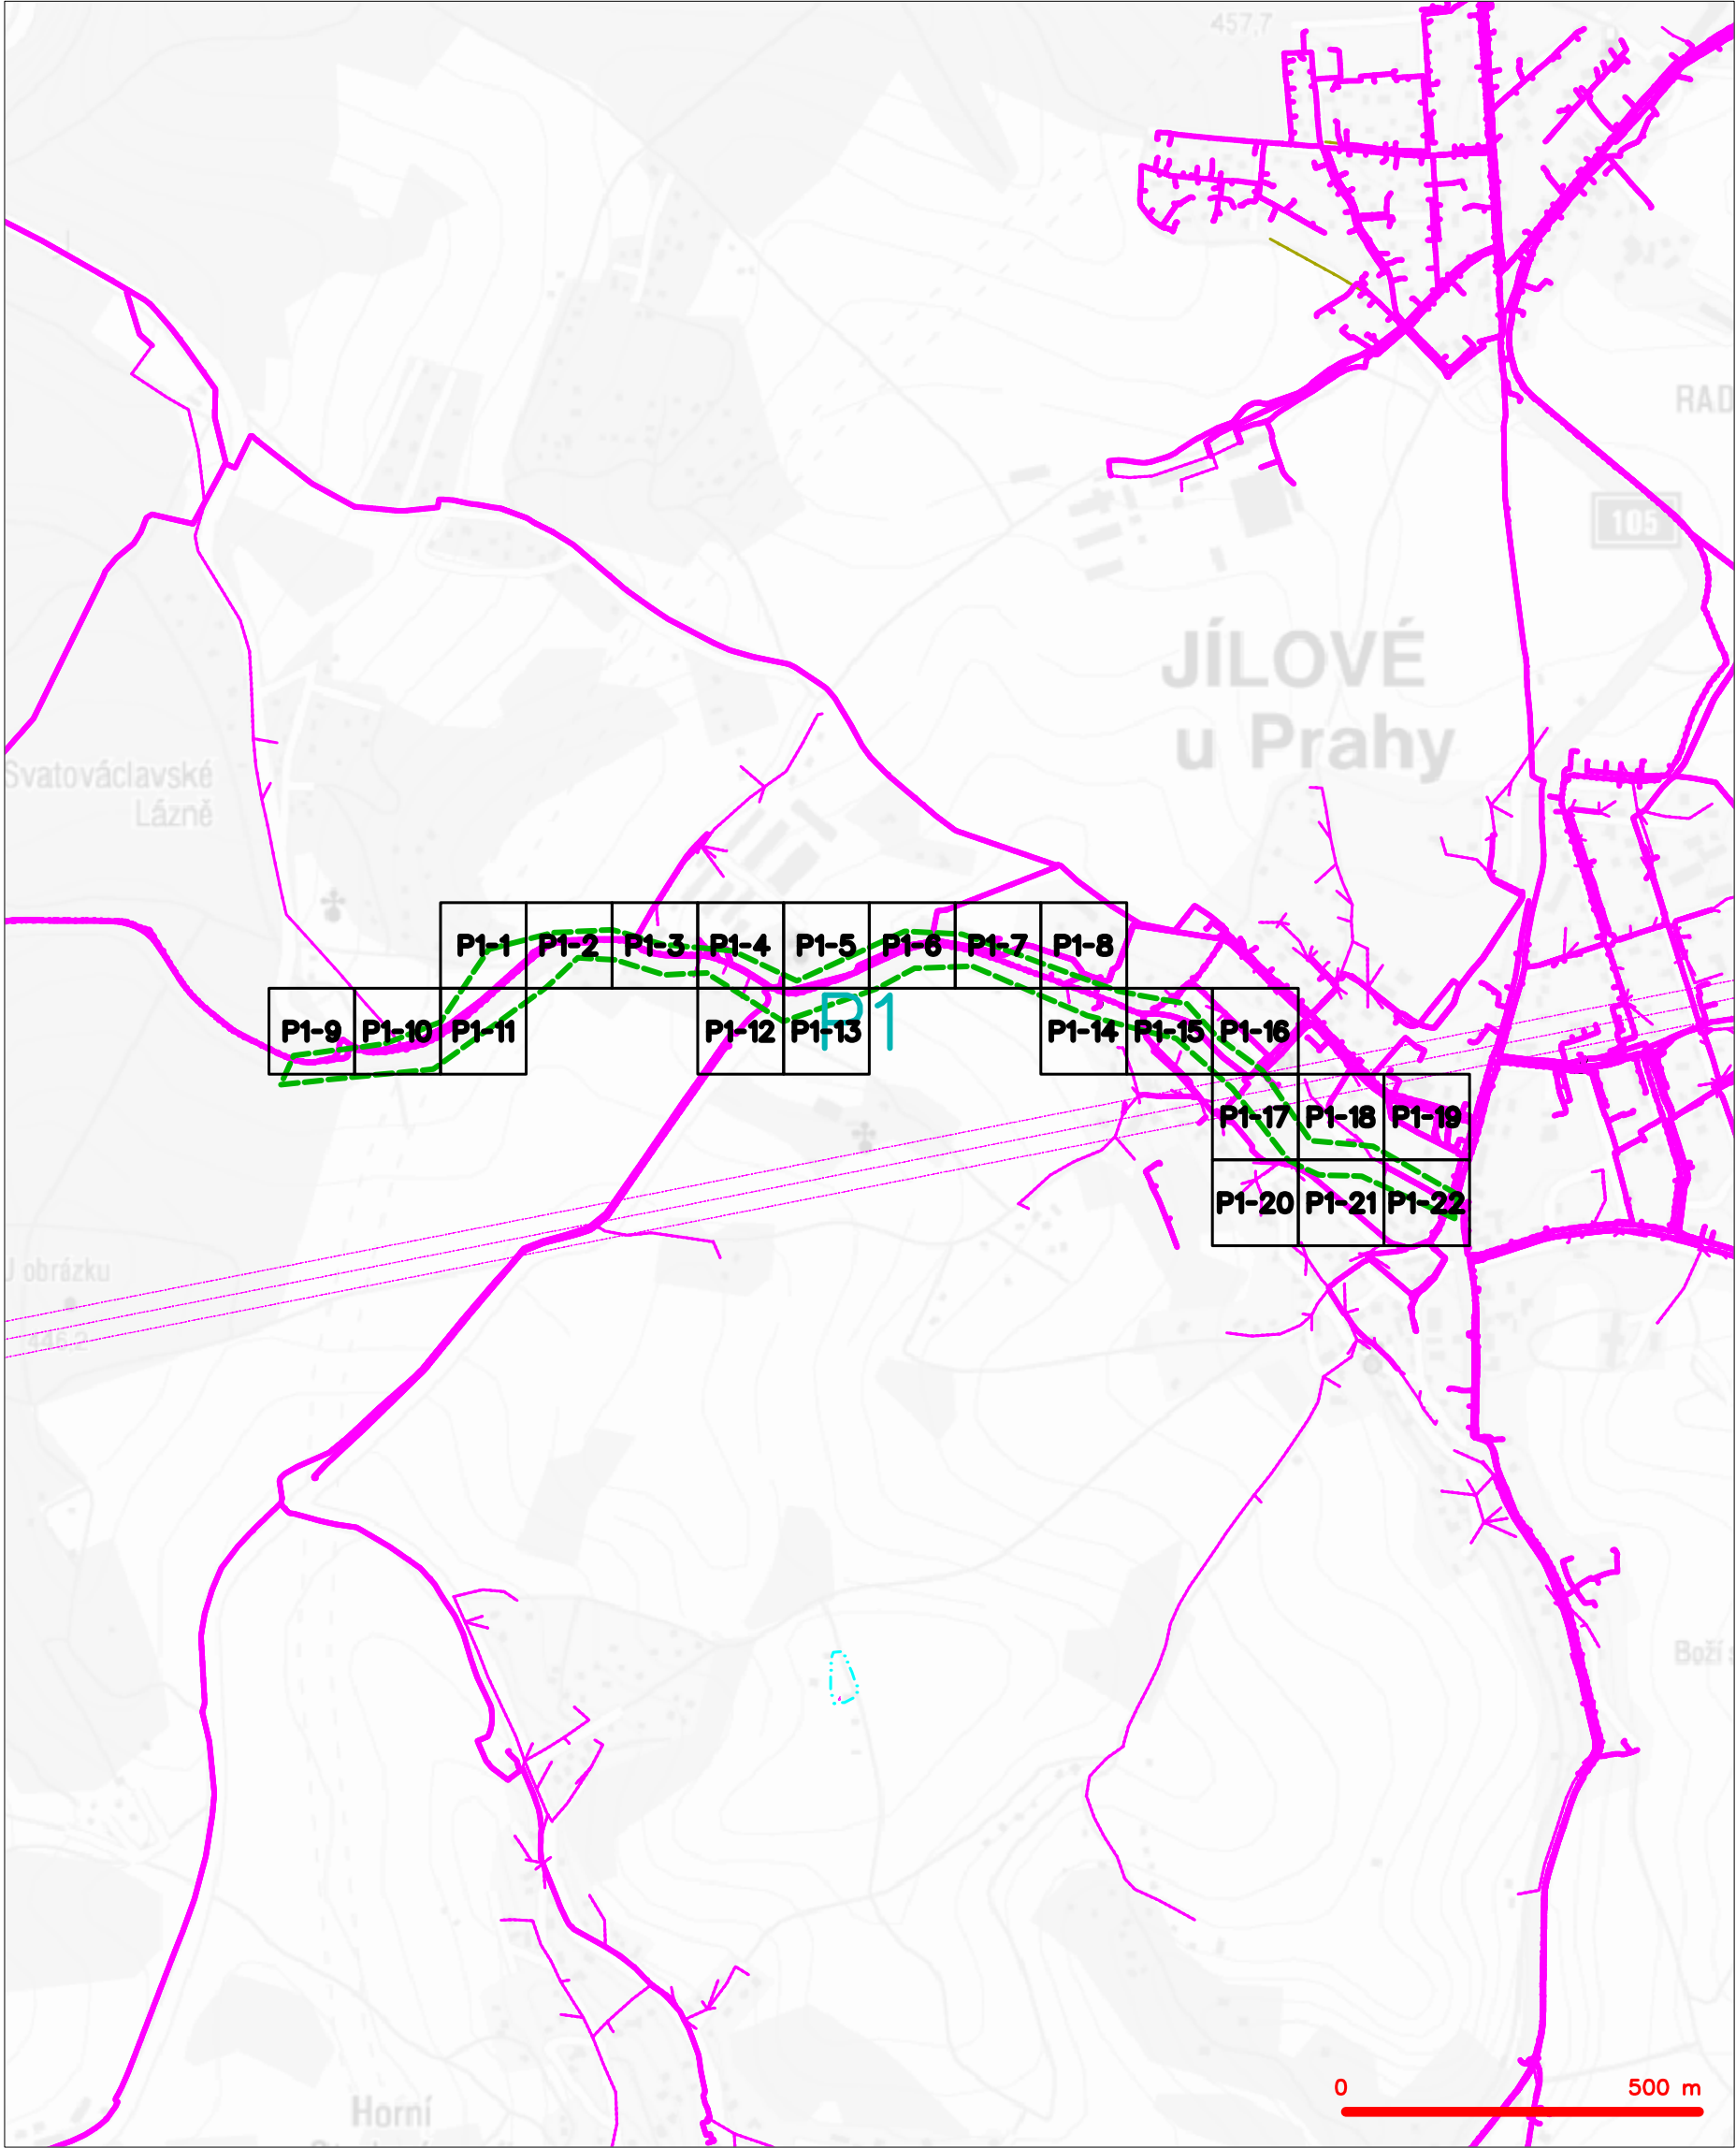 457,7
RAD
105
JÍLOVÉ
u Prahy
Svatováclavské
Lázně
P1-1 P1-2 P1-3 P1-4 P1-5 P1-6 P1-7 P1-8
P1
P1-9 P1-10 P1-11 P1-12 P1-13 P1-14 P1-15 P1-16
P1-17 P1-18 P1-19
P1-20 P1-21 P1-22
U obrázku
446,2
Boží s
0 500 m
Horní